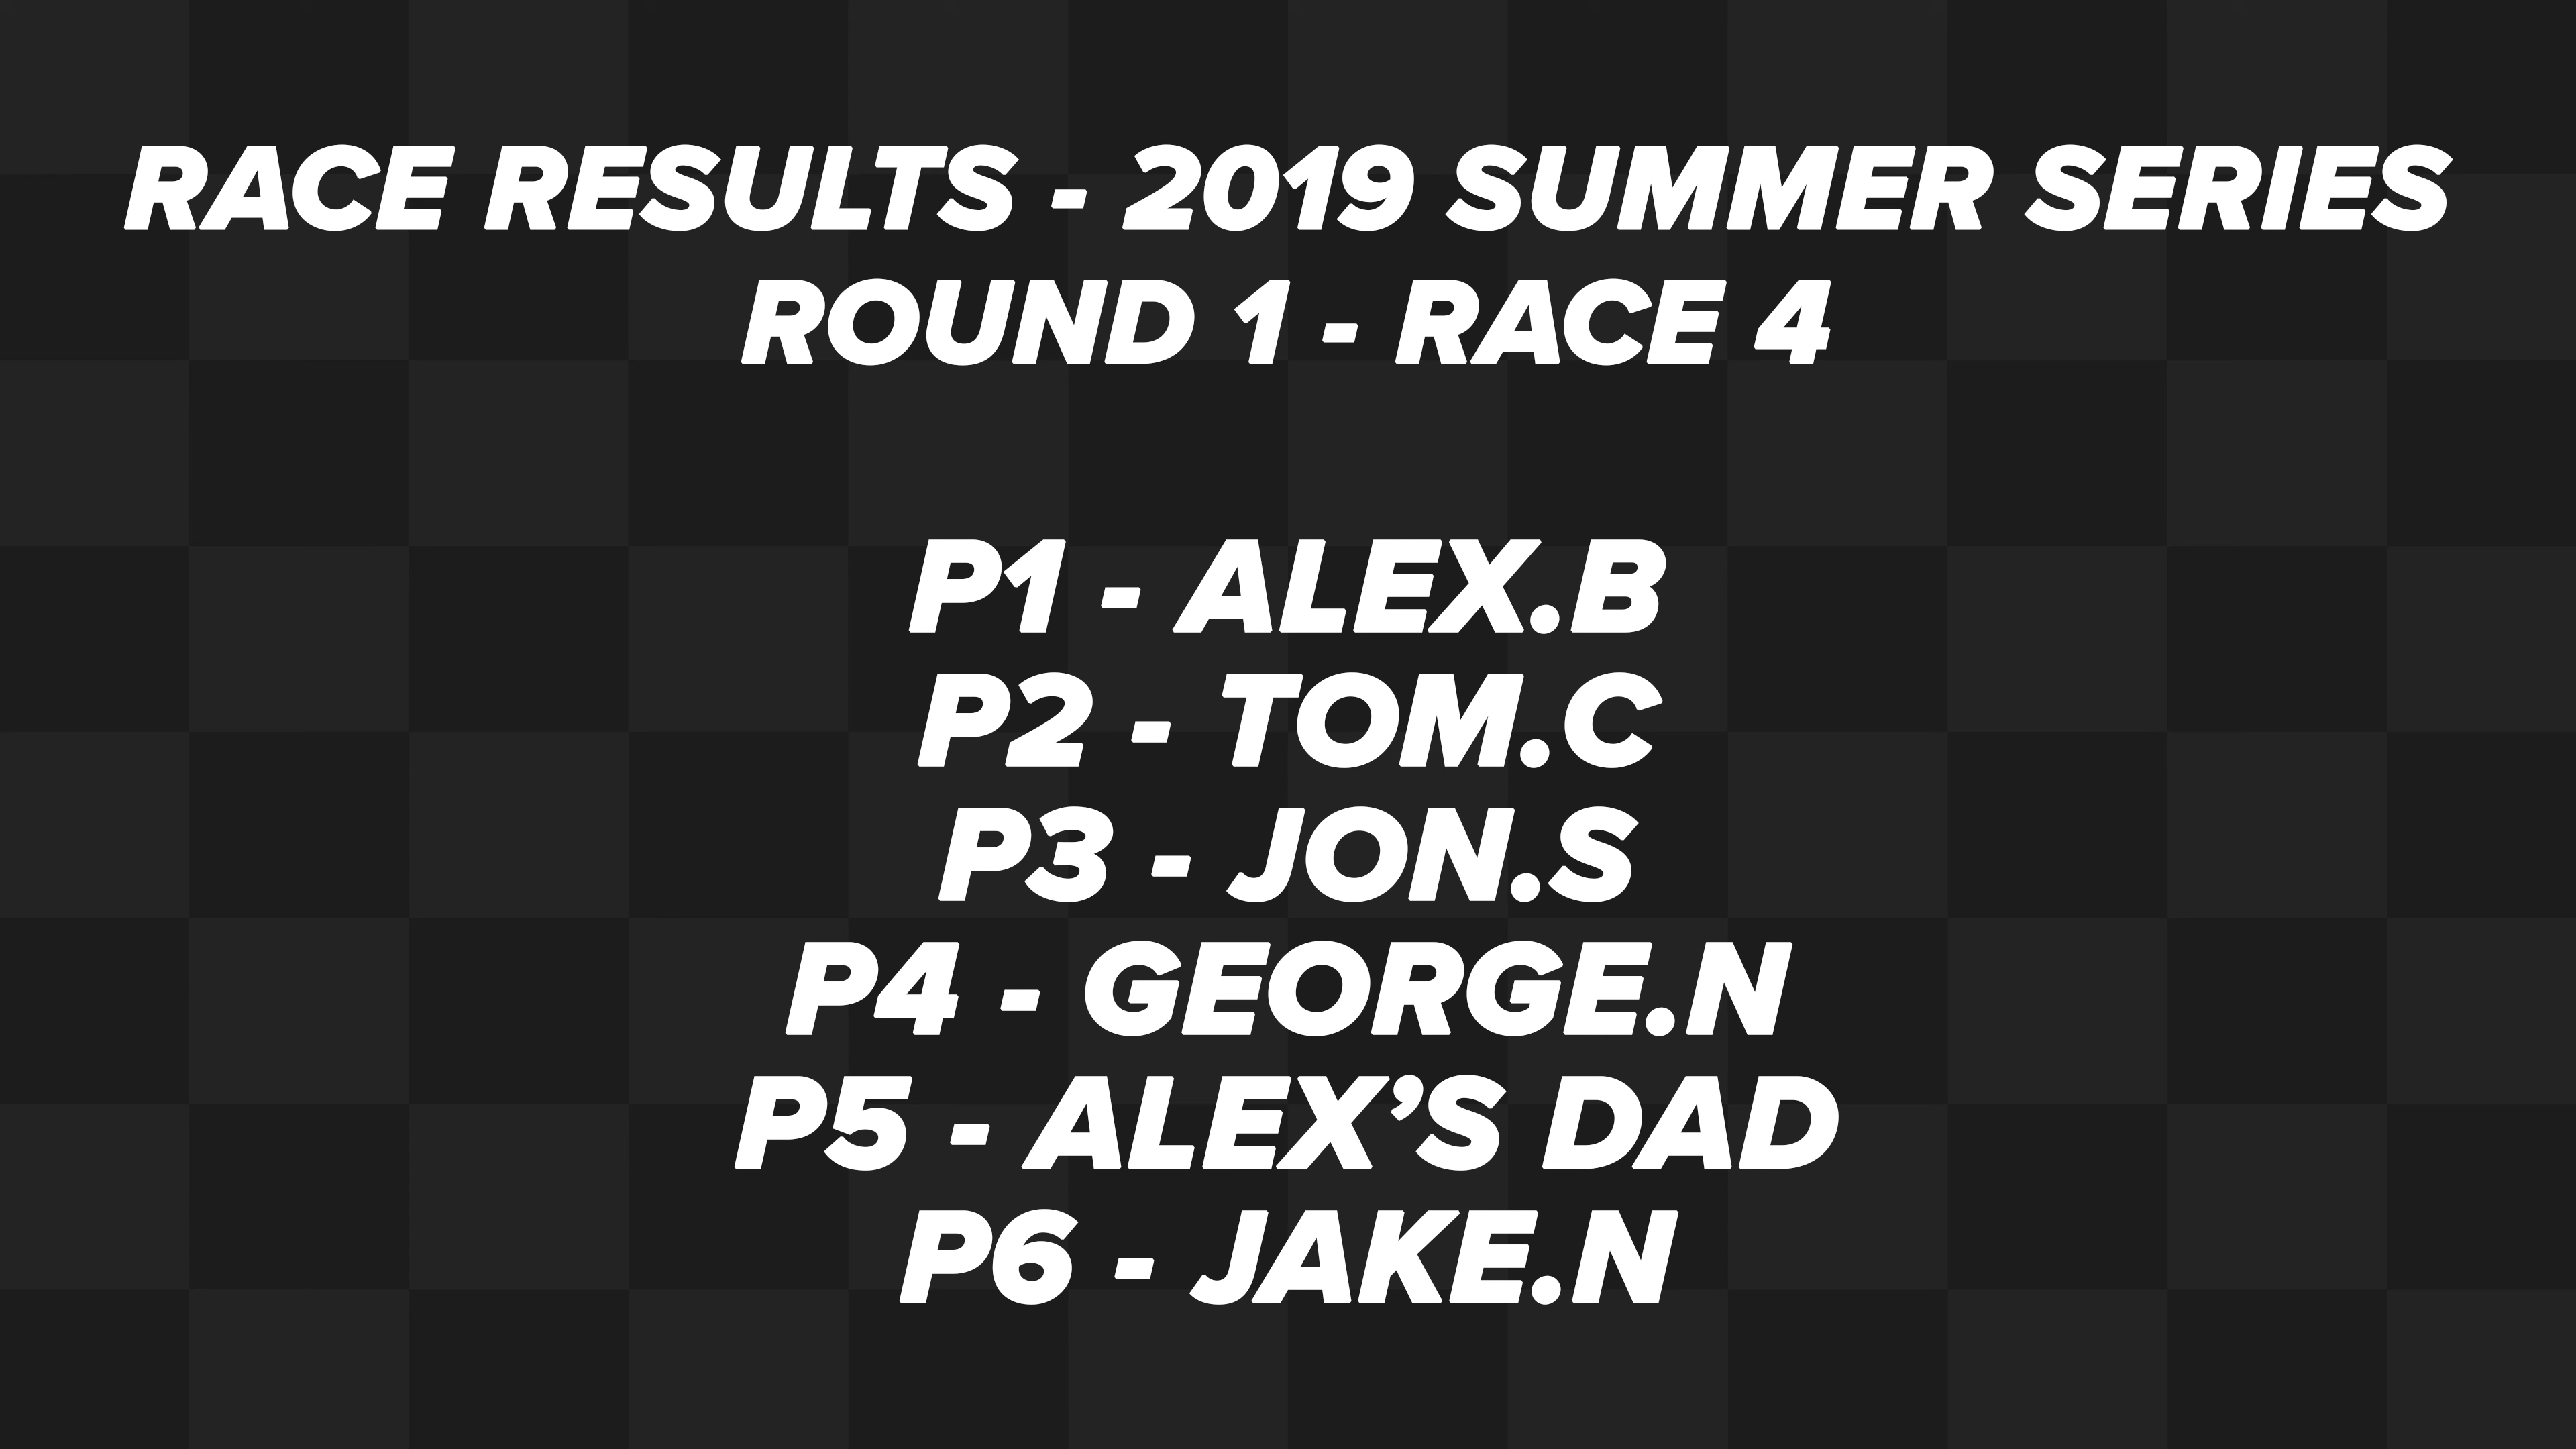 RACE RESULTS - 2019 SUMMER SERIES
ROUND 1 - RACE 4
P1 - ALEX.B
P2 - TOM.C
P3 - JON.S
P4 - GEORGE.N
P5 - ALEX’S DAD
P6 - JAKE.N